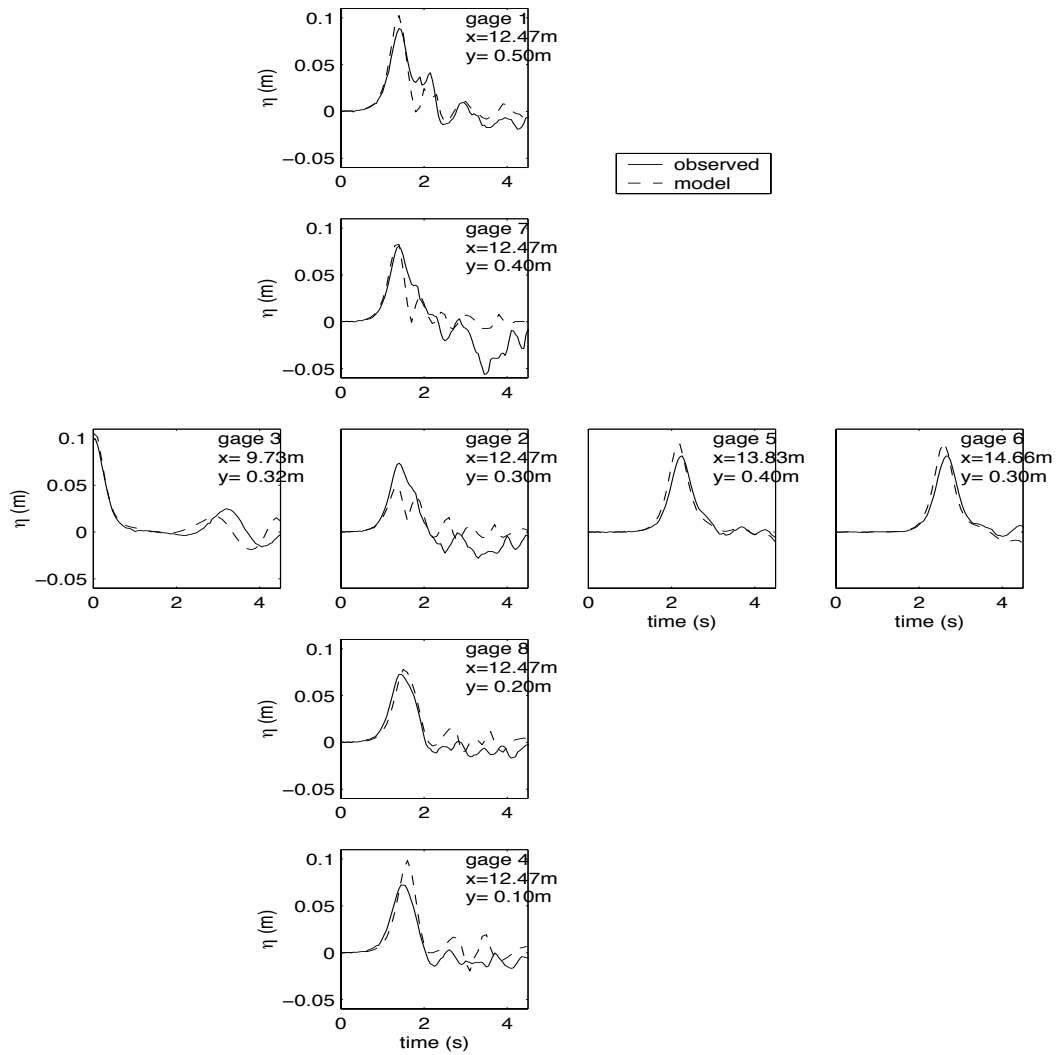 gage 1
x=12.47m
y= 0.50m
0.1
0.05
0
−0.05
η (m)
0 2 4
observed
model
gage 7
x=12.47m
y= 0.40m
0.1
0.05
0
−0.05
η (m)
0 2 4
gage 3
x= 9.73m
y= 0.32m
0.1
0.05
0
−0.05
η (m)
0 2 4
gage 2
x=12.47m
y= 0.30m
0 2 4
gage 5
x=13.83m
y= 0.40m
0 2 4
time (s)
gage 6
x=14.66m
y= 0.30m
0 2 4
time (s)
gage 8
x=12.47m
y= 0.20m
0.1
0.05
0
−0.05
η (m)
0 2 4
gage 4
x=12.47m
y= 0.10m
0.1
0.05
0
−0.05
η (m)
0 2 4
time (s)